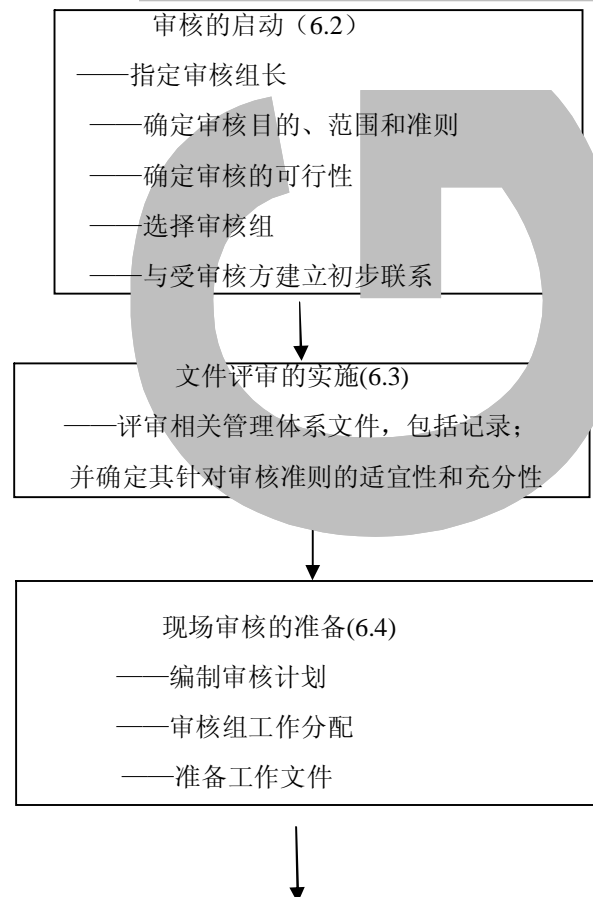 审核的启动（6.2）
——指定审核组长
——确定审核目的、范围和准则
——确定审核的可行性
——选择审核组
——与受审核方建立初步联系
文件评审的实施(6.3)
——评审相关管理体系文件，包括记录；
并确定其针对审核准则的适宜性和充分性
现场审核的准备(6.4)
——编制审核计划
——审核组工作分配
——准备工作文件